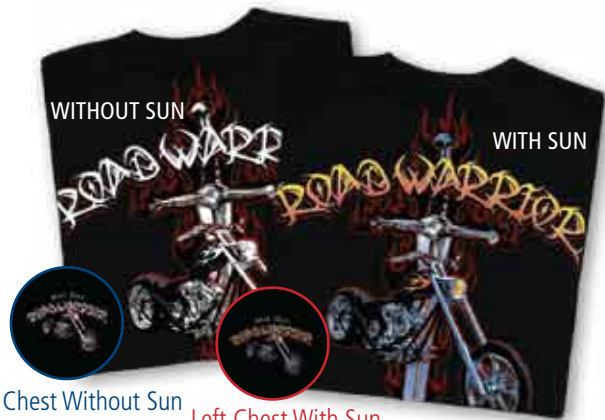 WITHOUT SUN
WITH SUN
ROAD WARR
ROAD WARRIOR
Chest Without Sun
Left Chest With Sun